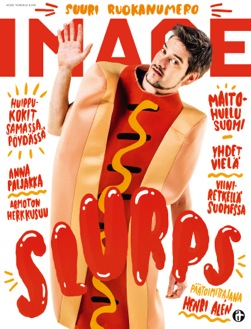 SUURI RUOKANUMERO
IMAGE
HUIPPU-
KOKIT
SAMASSA
PÖYDÄSSÄ
ANNA
PALJAKKA
ARMOTON
HERKKUSUU
MAITO-
HULLU
SUOMI
YHDET
VIELÄ
VIINI-
RETKELLÄ
SUOMESSA
SLURPS
PÄÄTOIMITTAJANA
HENRI ALÉN